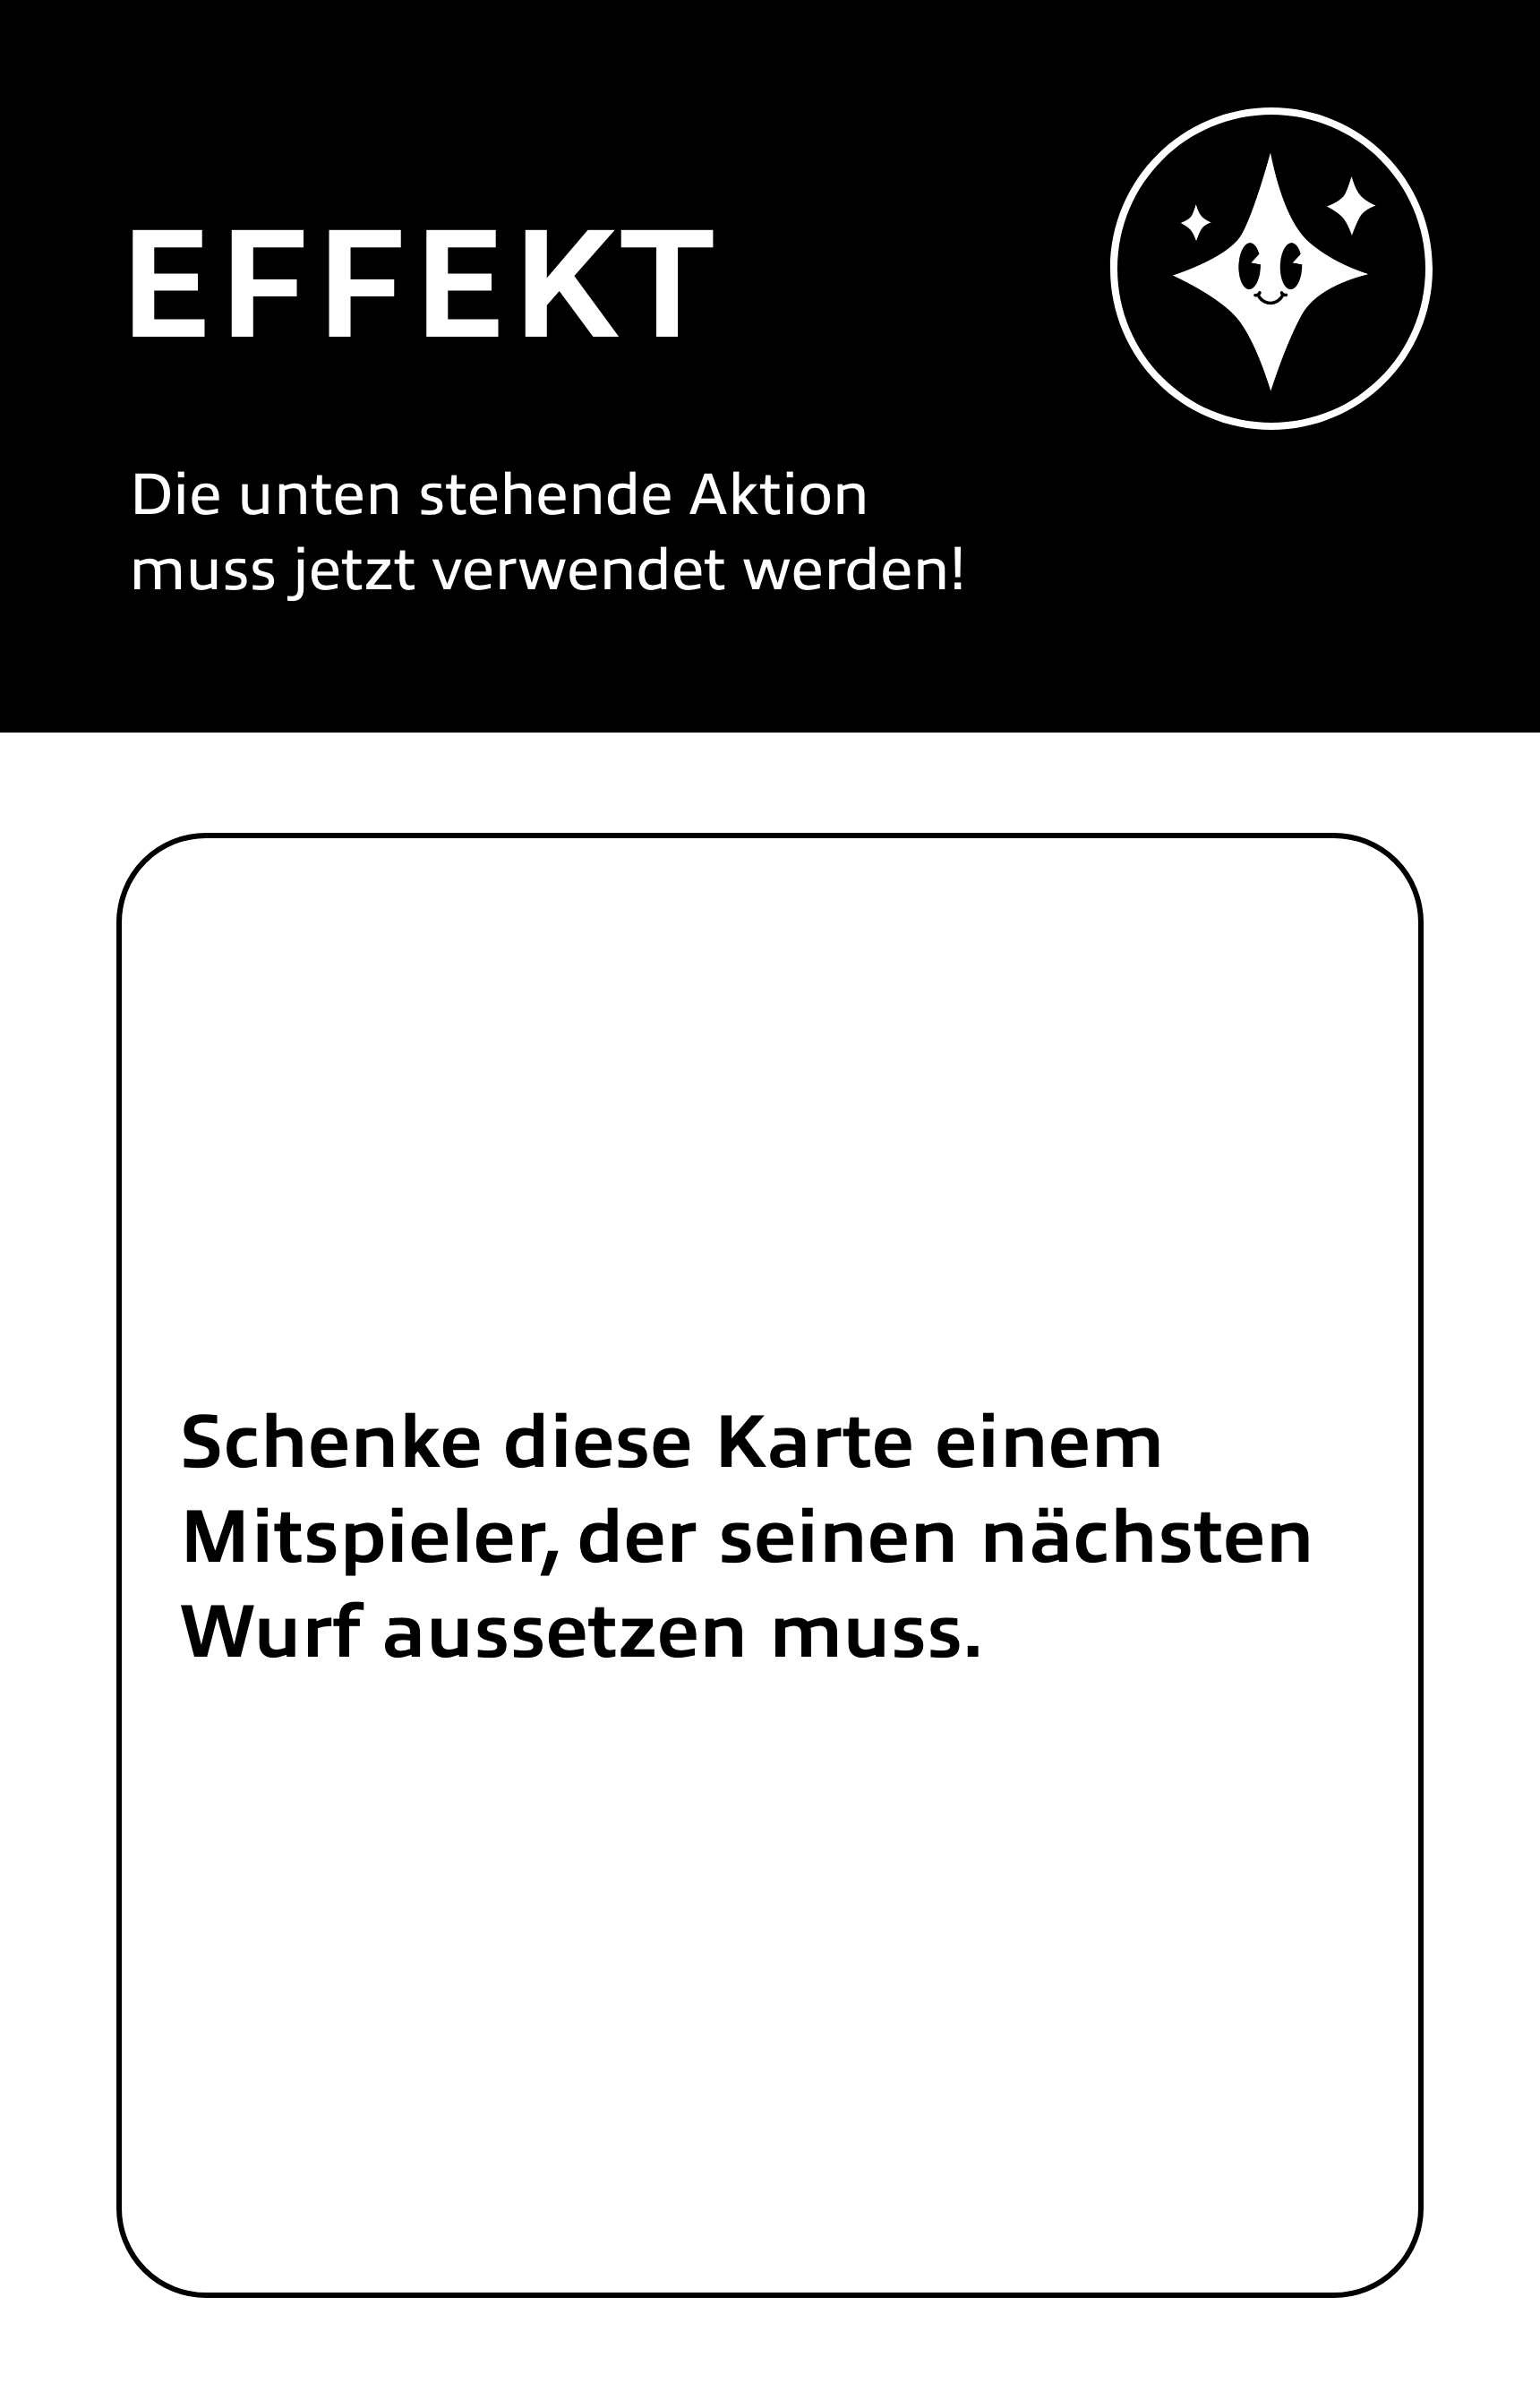 EFFEKT
Die unten stehende Aktion
muss jetzt verwendet werden!
Schenke diese Karte einem
Mitspieler, der seinen nächsten
Wurf aussetzen muss.